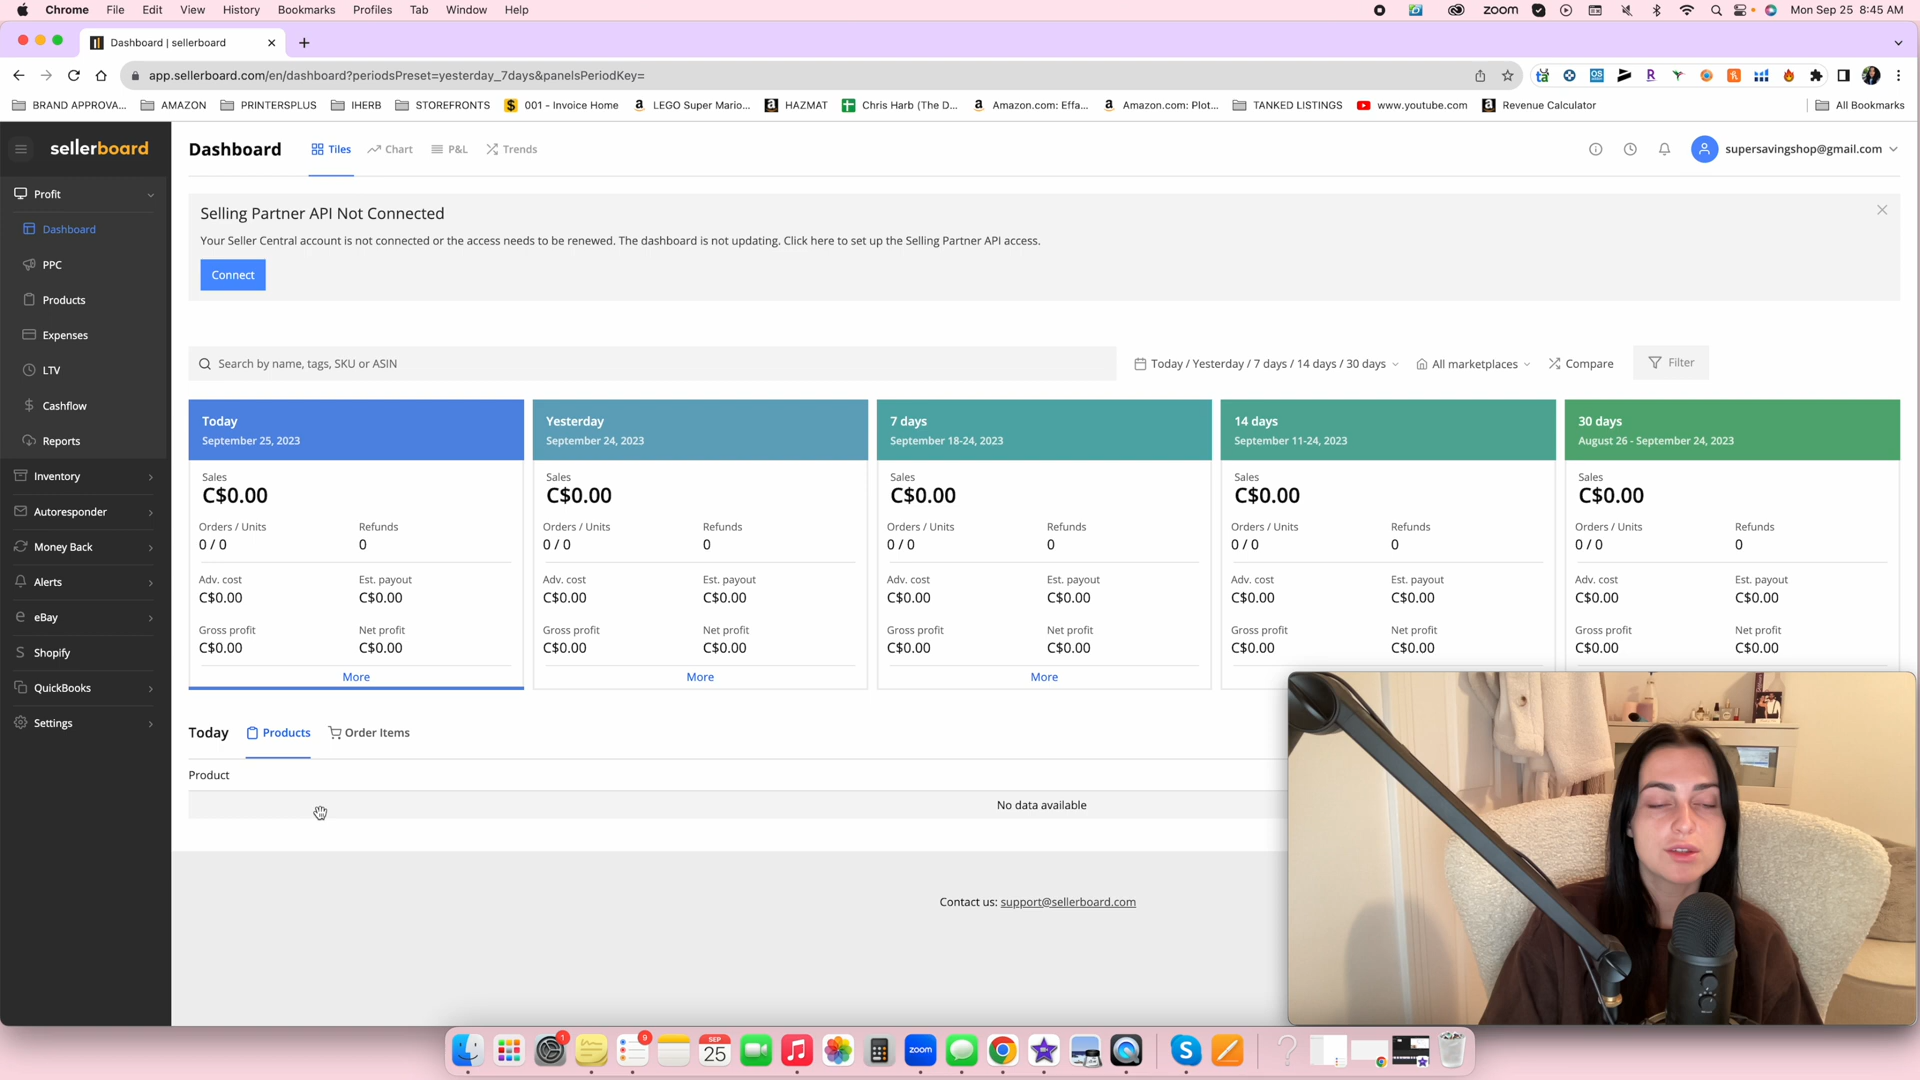 Chrome File Edit View History Bookmarks Profiles Tab Window Help
zoom Mon Sep 25 8:45 AM
Dashboard | sellerboard
app.sellerboard.com/en/dashboard?periodsPreset=yesterday_7days&panelsPeriodKey=
BRAND APPROVA... AMAZON PRINTERSPLUS IHERB STOREFRONTS 001 - Invoice Home LEGO Super Mario... HAZMAT Chris Harb (The D... Amazon.com: Effa... Amazon.com: Plot... TANKED LISTINGS www.youtube.com Revenue Calculator All Bookmarks
sellerboard
Profit
Dashboard
PPC
Products
Expenses
LTV
Cashflow
Reports
Inventory
Autoresponder
Money Back
Alerts
eBay
Shopify
QuickBooks
Settings
Dashboard Tiles Chart P&L Trends
supersavingshop@gmail.com
Selling Partner API Not Connected
Your Seller Central account is not connected or the access needs to be renewed. The dashboard is not updating. Click here to set up the Selling Partner API access.
Connect
Search by name, tags, SKU or ASIN
Today / Yesterday / 7 days / 14 days / 30 days All marketplaces Compare Filter
Today
September 25, 2023
Sales
C$0.00
Orders / Units Refunds
0 / 0 0
Adv. cost Est. payout
C$0.00 C$0.00
Gross profit Net profit
C$0.00 C$0.00
More
Yesterday
September 24, 2023
Sales
C$0.00
Orders / Units Refunds
0 / 0 0
Adv. cost Est. payout
C$0.00 C$0.00
Gross profit Net profit
C$0.00 C$0.00
More
7 days
September 18-24, 2023
Sales
C$0.00
Orders / Units Refunds
0 / 0 0
Adv. cost Est. payout
C$0.00 C$0.00
Gross profit Net profit
C$0.00 C$0.00
More
14 days
September 11-24, 2023
Sales
C$0.00
Orders / Units Refunds
0 / 0 0
Adv. cost Est. payout
C$0.00 C$0.00
Gross profit Net profit
C$0.00 C$0.00
30 days
August 26 - September 24, 2023
Sales
C$0.00
Orders / Units Refunds
0 / 0 0
Adv. cost Est. payout
C$0.00 C$0.00
Gross profit Net profit
C$0.00 C$0.00
Today Products Order Items
Product
No data available
Contact us: support@sellerboard.com
1
9
SEP
25
zoom